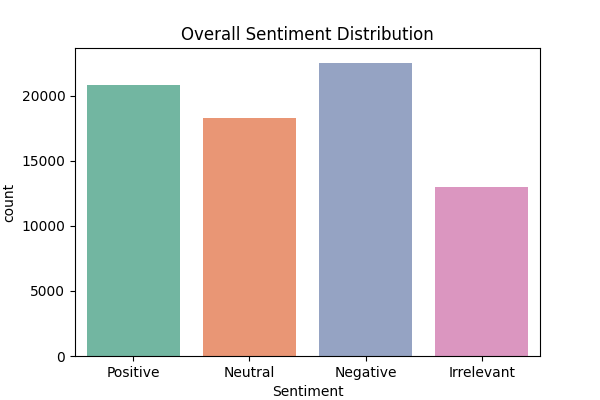 Overall Sentiment Distribution
20000
15000
10000
5000
0
count
Positive Neutral Negative Irrelevant
Sentiment